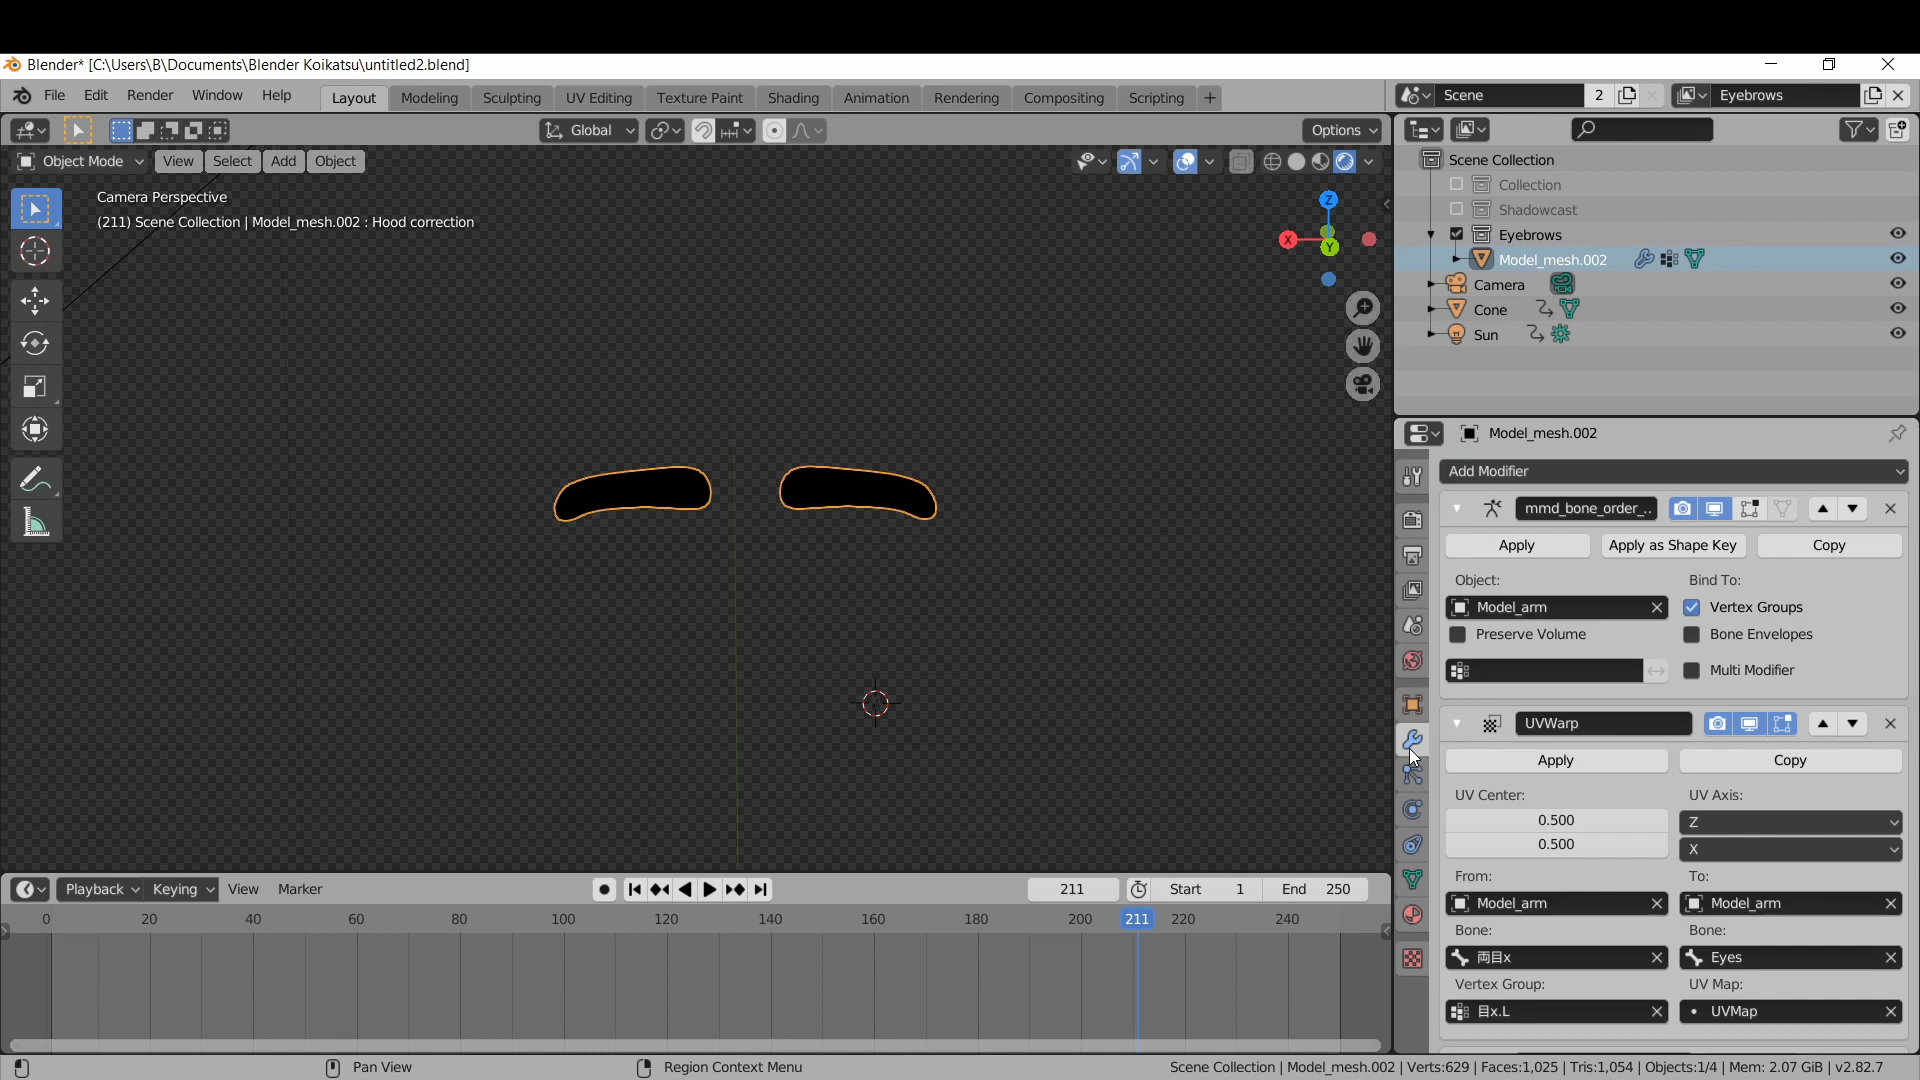 Blender* [C:\Users\B\Documents\Blender Koikatsu\untitled2.blend]
File Edit Render Window Help Layout Modeling Sculpting UV Editing Texture Paint Shading Animation Rendering Compositing Scripting + Scene 2 Eyebrows
Global Options
Object Mode View Select Add Object
Camera Perspective
(211) Scene Collection | Model_mesh.002 : Hood correction
Z
X
Y
Scene Collection
Collection
Shadowcast
Eyebrows
Model_mesh.002
Camera
Cone
Sun
Model_mesh.002
Add Modifier
mmd_bone_order_..
Apply Apply as Shape Key Copy
Object: Bind To:
Model_arm Vertex Groups
Preserve Volume Bone Envelopes
Multi Modifier
UVWarp
Apply Copy
UV Center: UV Axis:
0.500 Z
0.500 X
From: To:
Model_arm Model_arm
Bone: Bone:
両目x Eyes
Vertex Group: UV Map:
目x.L UVMap
Playback Keying View Marker 211 Start 1 End 250
0 20 40 60 80 100 120 140 160 180 200 211 220 240
Pan View Region Context Menu Scene Collection | Model_mesh.002 | Verts:629 | Faces:1,025 | Tris:1,054 | Objects:1/4 | Mem: 2.07 GiB | v2.82.7